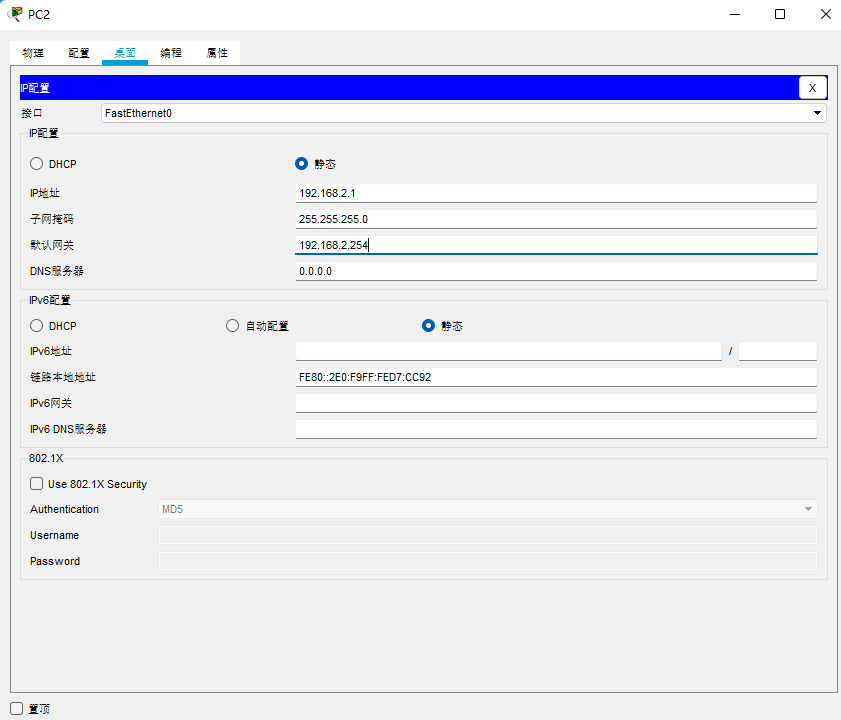 PC2
物理 配置 桌面 编程 属性
IP配置 X
接口 FastEthernet0
IP配置
DHCP 静态
IP地址 192.168.2.1
子网掩码 255.255.255.0
默认网关 192.168.2.254
DNS服务器 0.0.0.0
IPv6配置
DHCP 自动配置 静态
IPv6地址 /
链路本地地址 FE80::2E0:F9FF:FED7:CC92
IPv6网关
IPv6 DNS服务器
802.1X
Use 802.1X Security
Authentication MD5
Username
Password
置顶